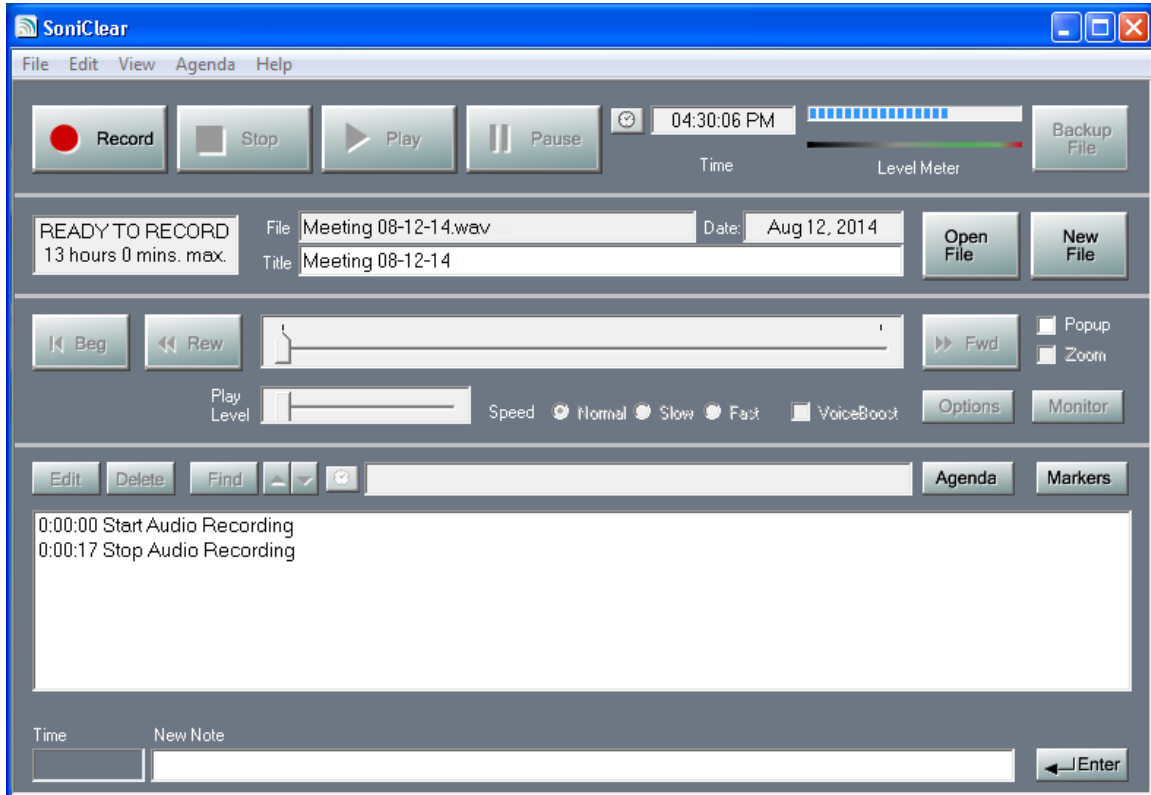 SoniClear
File Edit View Agenda Help
Record Stop Play Pause 04:30:06 PM Backup File
Time Level Meter
READY TO RECORD
13 hours 0 mins. max.
File Meeting 08-12-14.wav Date: Aug 12, 2014
Title Meeting 08-12-14
Open File
New File
Beg Rew Fwd
Popup
Zoom
Play Level
Speed Normal Slow Fast VoiceBoost Options Monitor
Edit Delete Find Agenda Markers
0:00:00 Start Audio Recording
0:00:17 Stop Audio Recording
Time New Note
Enter